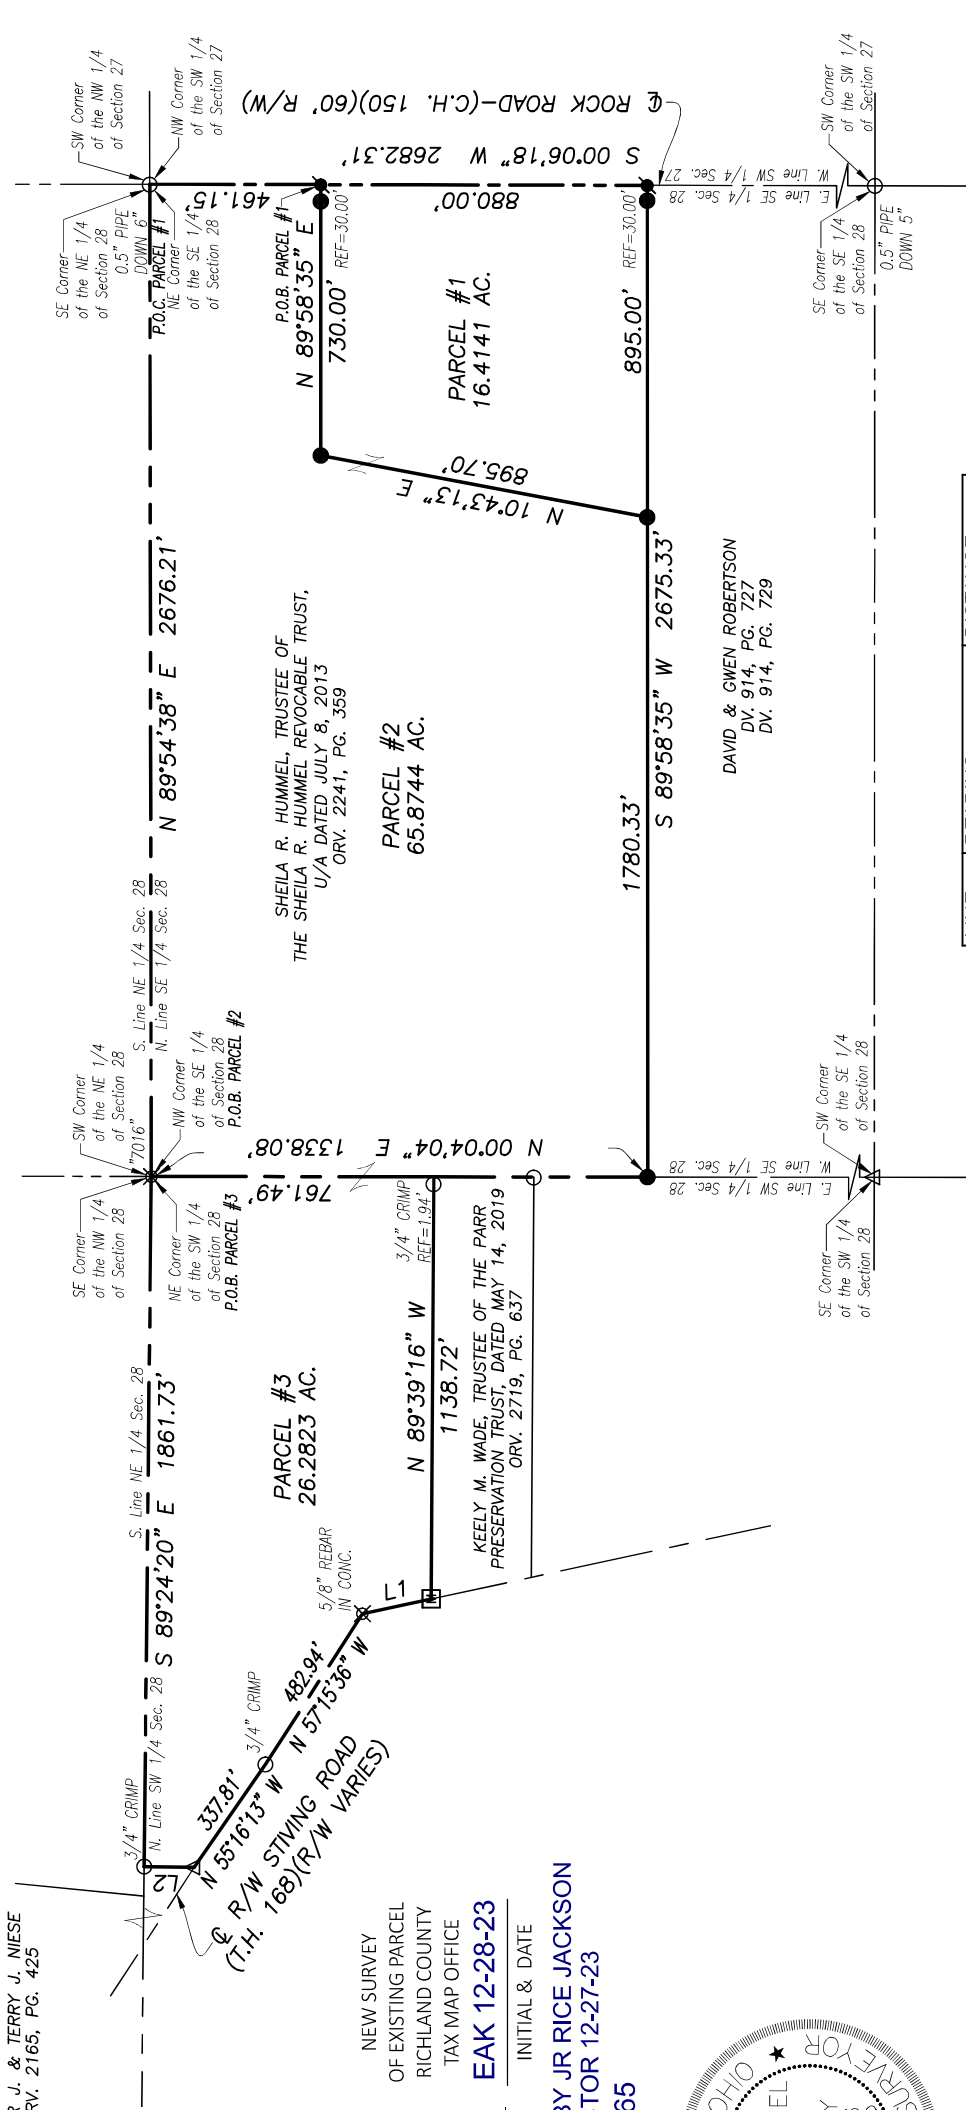 R J. & TERRY J. NIESE
RV. 2165, PG. 425
3/4" CRIMP
N. Line SW 1/4 Sec. 28
S 89°24'20" E 1861.73'
S. Line NE 1/4 Sec. 28
L2
337.81'
N 55°16'13" W
3/4" CRIMP
482.94'
N 57°15'36" W
℄ R/W STIVING ROAD
(T.H. 168)(R/W VARIES)
5/8" REBAR
IN CONC.
L1
PARCEL #3
26.2823 AC.
N 89°39'16" W
1138.72'
3/4" CRIMP
REF=1.94'
KEELY M. WADE, TRUSTEE OF THE PARR
PRESERVATION TRUST, DATED MAY 14, 2019
ORV. 2719, PG. 637
SE Corner
of the NW 1/4
of Section 28
NE Corner
of the SW 1/4
of Section 28
P.O.B. PARCEL #3
SW Corner
of the NE 1/4
of Section 28
"7016"
NW Corner
of the SE 1/4
of Section 28
P.O.B. PARCEL #2
761.49'
N 00°04'04" E 1338.08'
E. Line SW 1/4 Sec. 28
W. Line SE 1/4 Sec. 28
SE Corner
of the SW 1/4
of Section 28
SW Corner
of the SE 1/4
of Section 28
S. Line NE 1/4 Sec. 28
N. Line SE 1/4 Sec. 28
N 89°54'38" E 2676.21'
SHEILA R. HUMMEL, TRUSTEE OF
THE SHEILA R. HUMMEL REVOCABLE TRUST,
U/A DATED JULY 8, 2013
ORV. 2241, PG. 359
PARCEL #2
65.8744 AC.
1780.33'
S 89°58'35" W 2675.33'
DAVID & GWEN ROBERTSON
DV. 914, PG. 727
DV. 914, PG. 729
N 10°43'13" E
895.70'
PARCEL #1
16.4141 AC.
895.00'
P.O.B. PARCEL #1
N 89°58'35" E
730.00'
REF=30.00'
REF=30.00'
SE Corner
of the NE 1/4
of Section 28
0.5" PIPE
DOWN 6"
P.O.C. PARCEL #1
NE Corner
of the SE 1/4
of Section 28
SW Corner
of the NW 1/4
of Section 27
NW Corner
of the SW 1/4
of Section 27
461.15'
880.00'
S 00°06'18" W 2682.31'
℄ ROCK ROAD-(C.H. 150)(60' R/W)
E. Line SE 1/4 Sec. 28
W. Line SW 1/4 Sec. 27
SE Corner
of the SE 1/4
of Section 28
0.5" PIPE
DOWN 5"
SW Corner
of the SW 1/4
of Section 27
NEW SURVEY
OF EXISTING PARCEL
RICHLAND COUNTY
TAX MAP OFFICE
EAK 12-28-23
INITIAL & DATE
BY JR RICE JACKSON
TOR 12-27-23
65
OHIO
SURVEYOR
EL